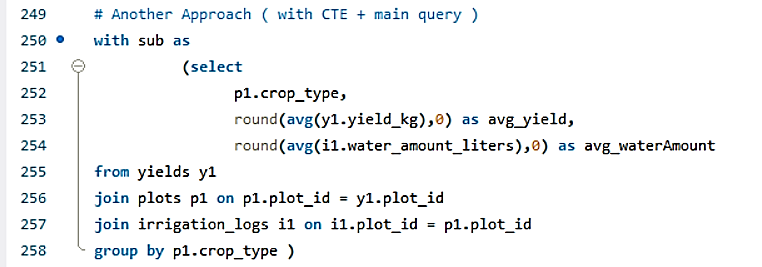 249 # Another Approach ( with CTE + main query )
250 with sub as
251 (select
252 p1.crop_type,
253 round(avg(y1.yield_kg),0) as avg_yield,
254 round(avg(i1.water_amount_liters),0) as avg_waterAmount
255 from yields y1
256 join plots p1 on p1.plot_id = y1.plot_id
257 join irrigation_logs i1 on i1.plot_id = p1.plot_id
258 group by p1.crop_type )